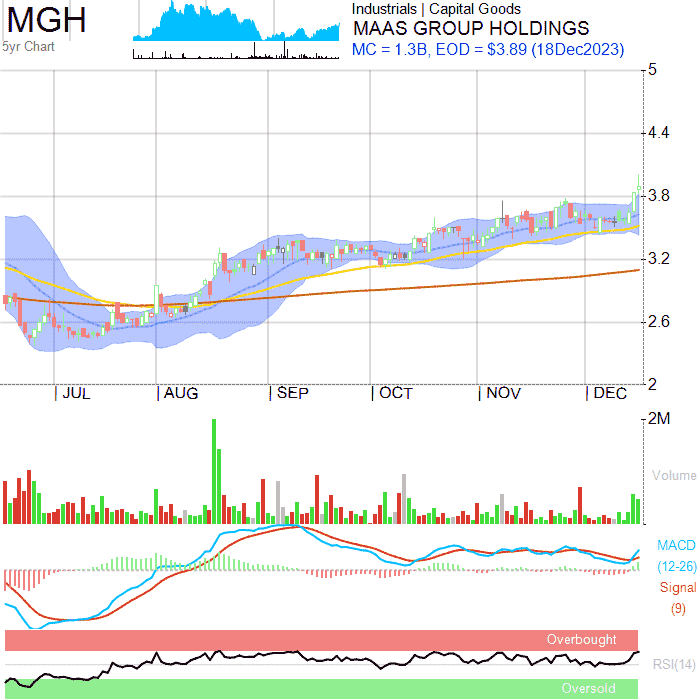 MGH
5yr Chart
Industrials | Capital Goods
MAAS GROUP HOLDINGS
MC = 1.3B, EOD = $3.89 (18Dec2023)
5
4.4
3.8
3.2
2.6
2
JUL AUG SEP OCT NOV DEC
2M
Volume
MACD
(12-26)
Signal
(9)
Overbought
RSI(14)
Oversold